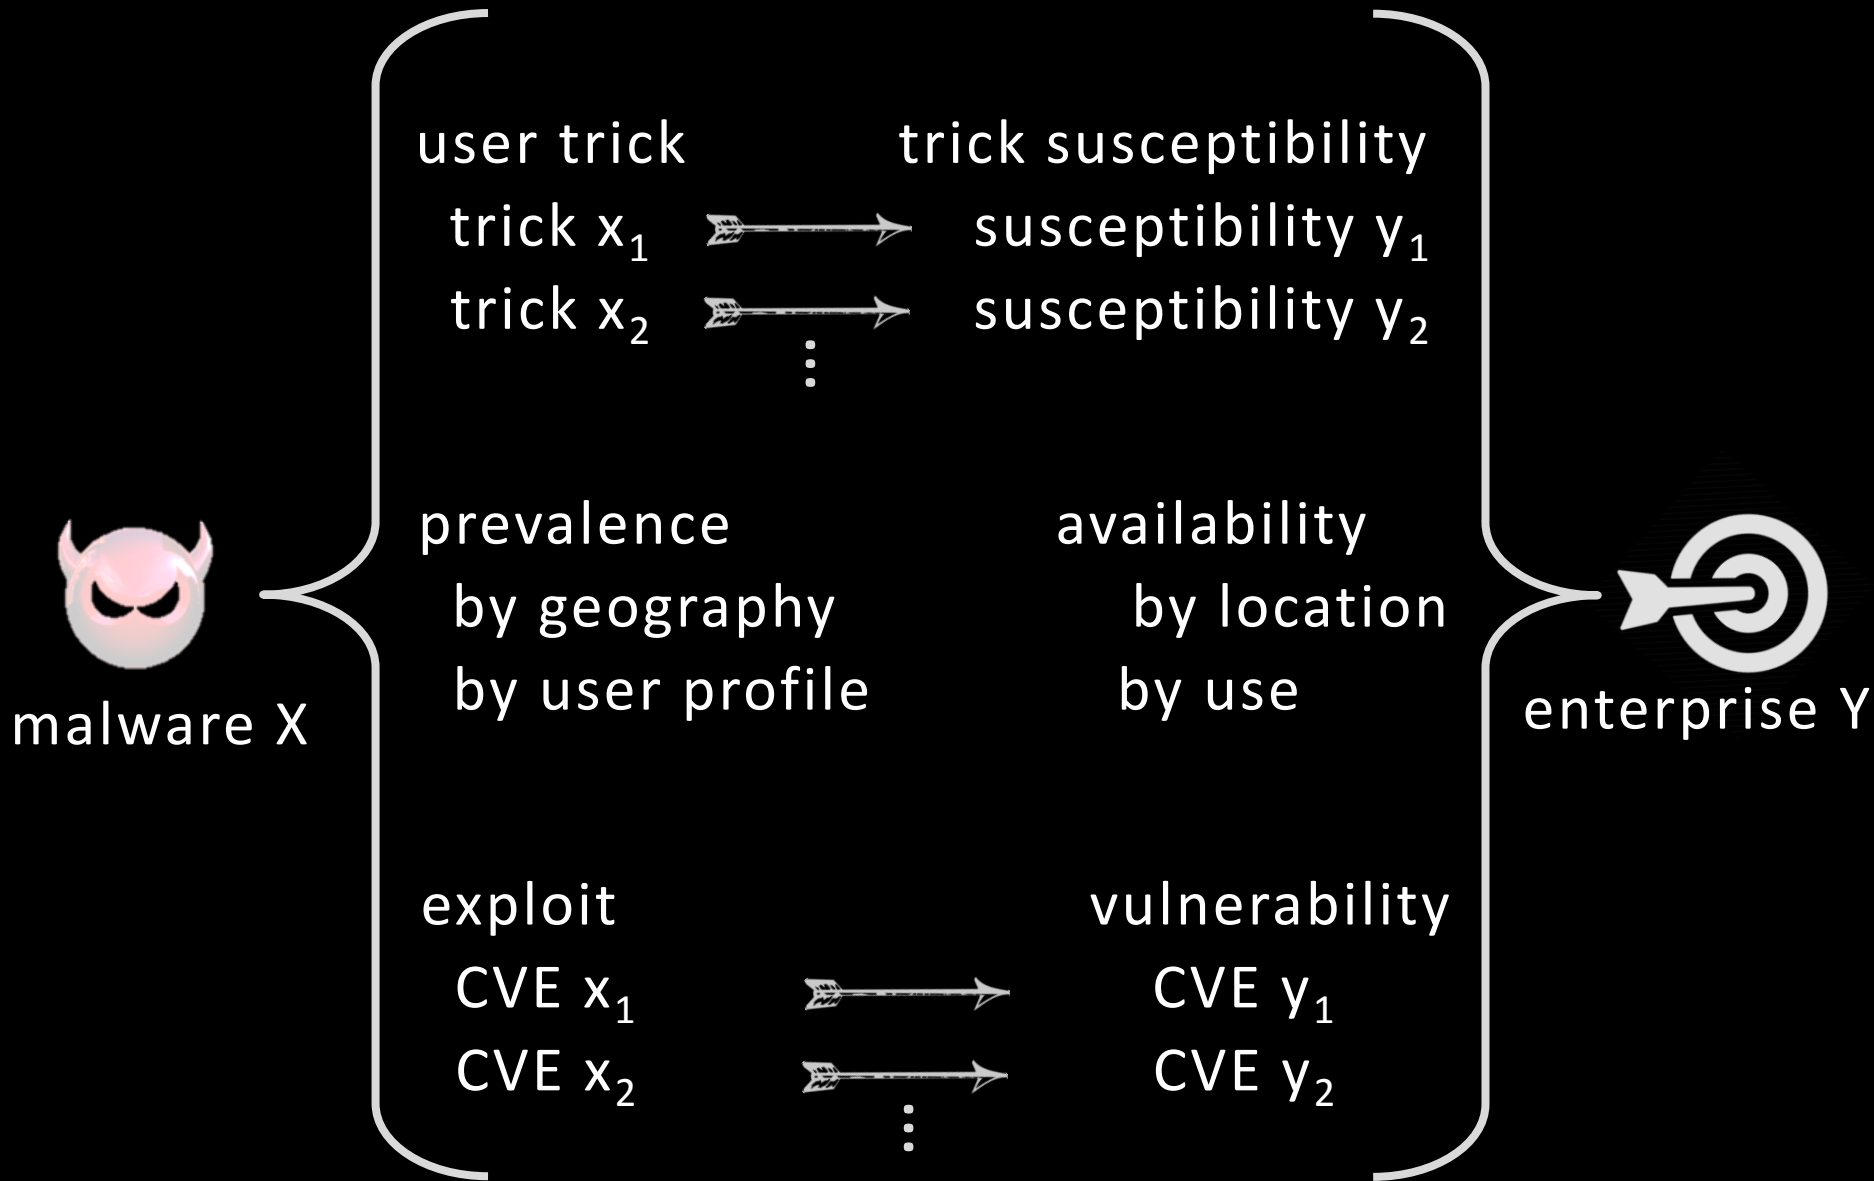 user trick trick susceptibility
trick x₁ susceptibility y₁
trick x₂ susceptibility y₂
prevalence availability
by geography by location
by user profile by use
malware X enterprise Y
exploit vulnerability
CVE x₁ CVE y₁
CVE x₂ CVE y₂